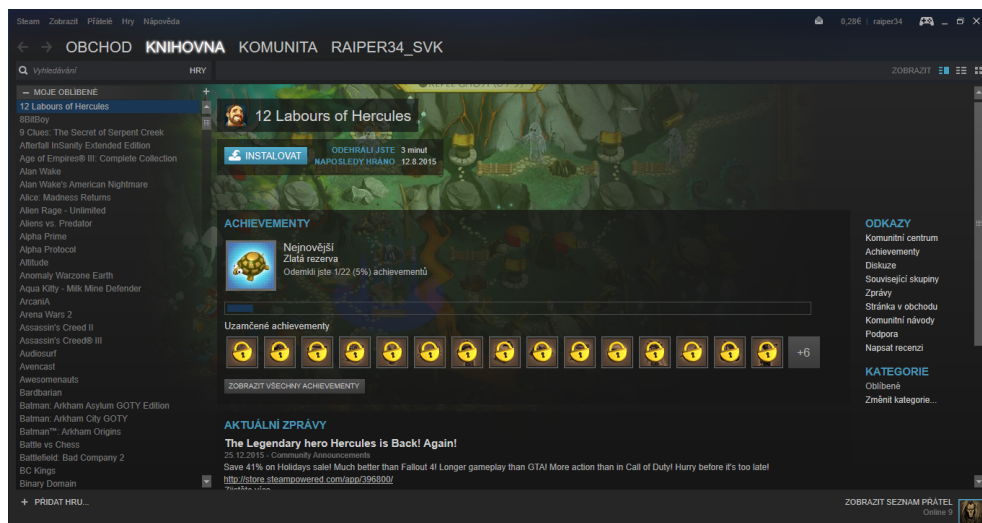 Steam Zobrazit Přátelé Hry Nápověda
0,28€ | raiper34
OBCHOD KNIHOVNA KOMUNITA RAIPER34_SVK
Vyhledávání HRY
ZOBRAZIT
— MOJE OBLIBENÉ +
12 Labours of Hercules
8BitBoy
9 Clues: The Secret of Serpent Creek
Afterfall InSanity Extended Edition
Age of Empires® III: Complete Collection
Alan Wake
Alan Wake's American Nightmare
Alice: Madness Returns
Alien Rage - Unlimited
Aliens vs. Predator
Alpha Prime
Alpha Protocol
Altitude
Anomaly Warzone Earth
Aqua Kitty - Milk Mine Defender
ArcaniA
Arena Wars 2
Assassin's Creed II
Assassin's Creed® III
Audiosurf
Avencast
Awesomenauts
Bardbarian
Batman: Arkham Asylum GOTY Edition
Batman: Arkham City GOTY
Batman™: Arkham Origins
Battle vs Chess
Battlefield: Bad Company 2
BC Kings
Binary Domain
12 Labours of Hercules
INSTALOVAT
ODEHRÁLI JSTE 3 minut
NAPOSLEDY HRÁNO 12.8.2015
ACHIEVEMENTY
Nejnovější
Zlatá rezerva
Odemkli jste 1/22 (5%) achievementů
Uzamčené achievementy
+6
ZOBRAZIT VŠECHNY ACHIEVEMENTY
AKTUÁLNÍ ZPRÁVY
The Legendary hero Hercules is Back! Again!
25.12.2015 - Community Announcements
Save 41% on Holidays sale! Much better than Fallout 4! Longer gameplay than GTA! More action than in Call of Duty! Hurry before it's too late!
http://store.steampowered.com/app/396800/
Zjistěte více
ODKAZY
Komunitní centrum
Achievementy
Diskuze
Související skupiny
Zprávy
Stránka v obchodu
Komunitní návody
Podpora
Napsat recenzi
KATEGORIE
Oblíbené
Změnit kategorie...
+ PŘIDAT HRU...
ZOBRAZIT SEZNAM PŘÁTEL
Online 9